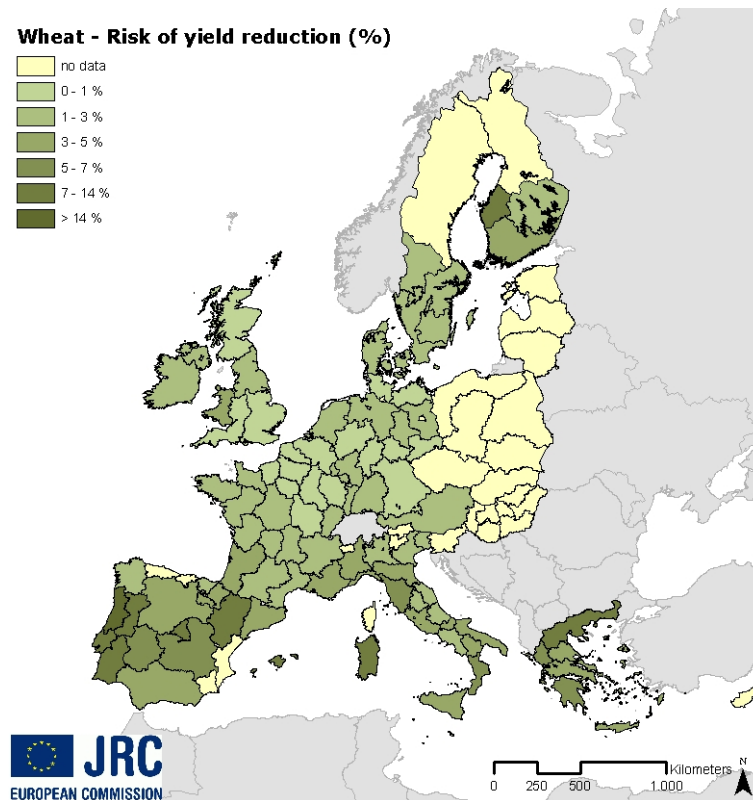 Wheat - Risk of yield reduction (%)
no data
0 - 1 %
1 - 3 %
3 - 5 %
5 - 7 %
7 - 14 %
> 14 %
JRC
EUROPEAN COMMISSION
Kilometers
0 250 500 1.000
N